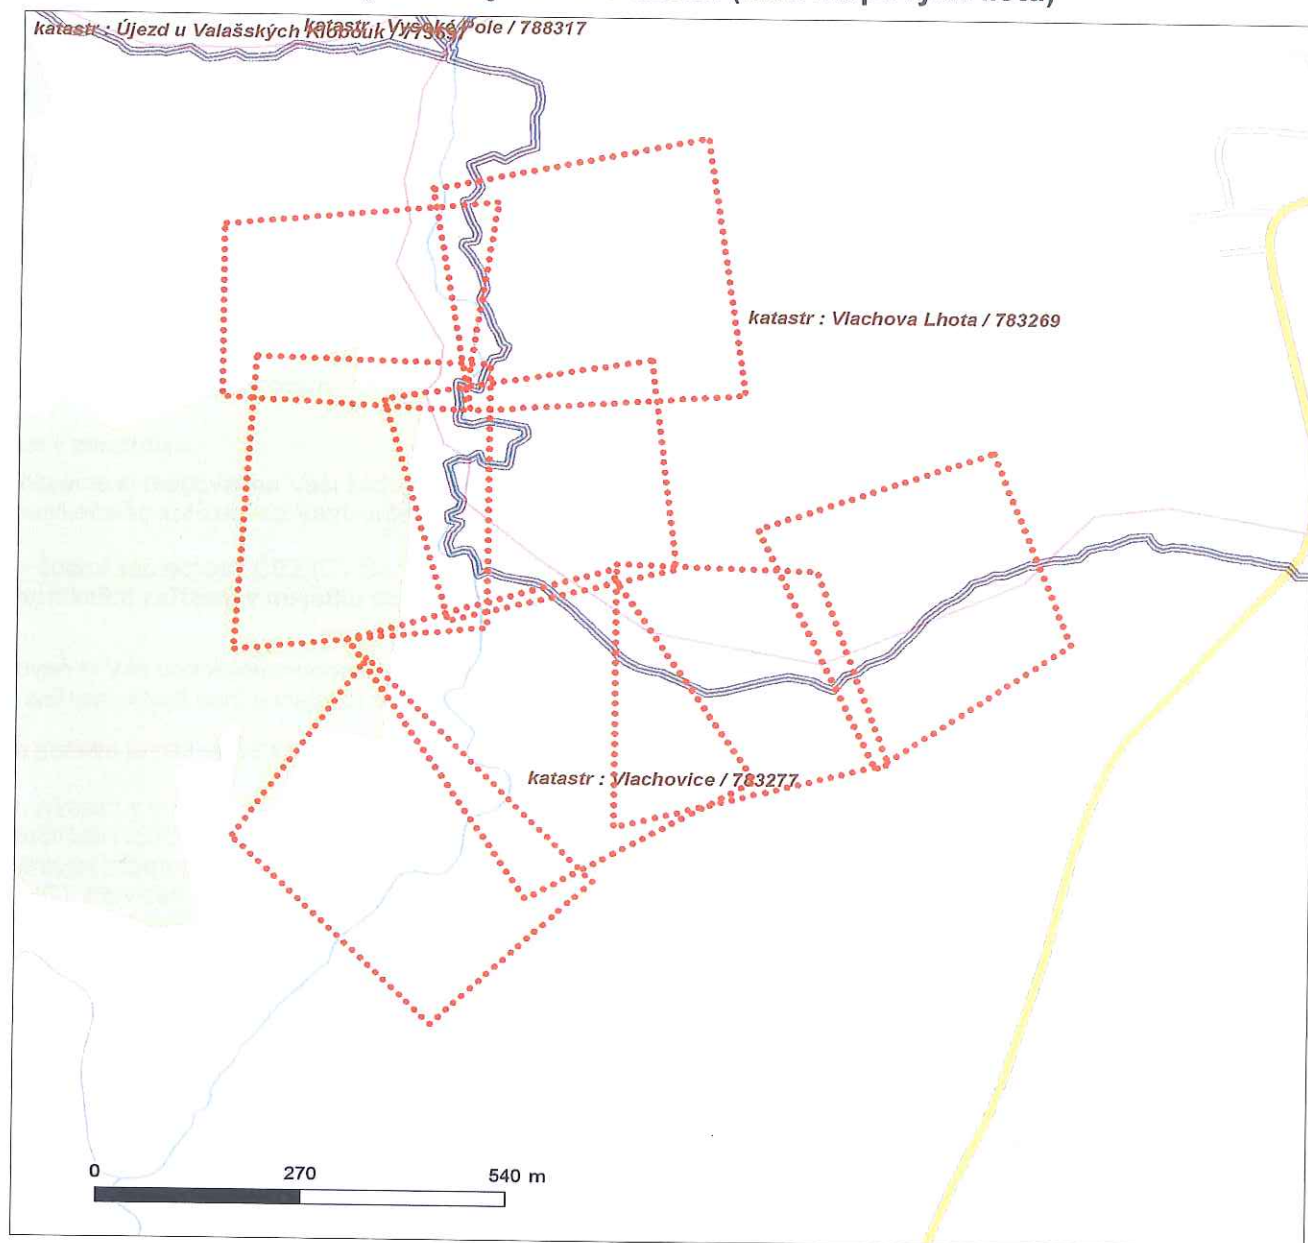 katastr : Újezd u Valašských Klobouk
katastr : Vysoké Pole / 788317
katastr : Vlachova Lhota / 783269
katastr : Vlachovice / 783277
0 270 540 m